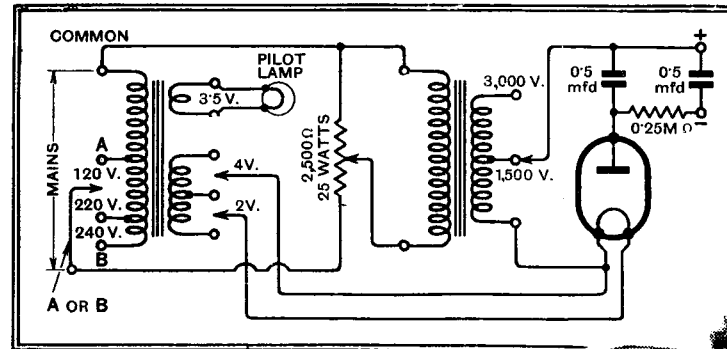 COMMON
MAINS
A
120 V.
220 V.
240 V.
B
A OR B
PILOT
LAMP
3·5 V.
4V.
2V.
2,500Ω
25 WATTS
3,000 V.
1,500 V.
0·5
mfd
0·5
mfd
+
−
0·25M Ω